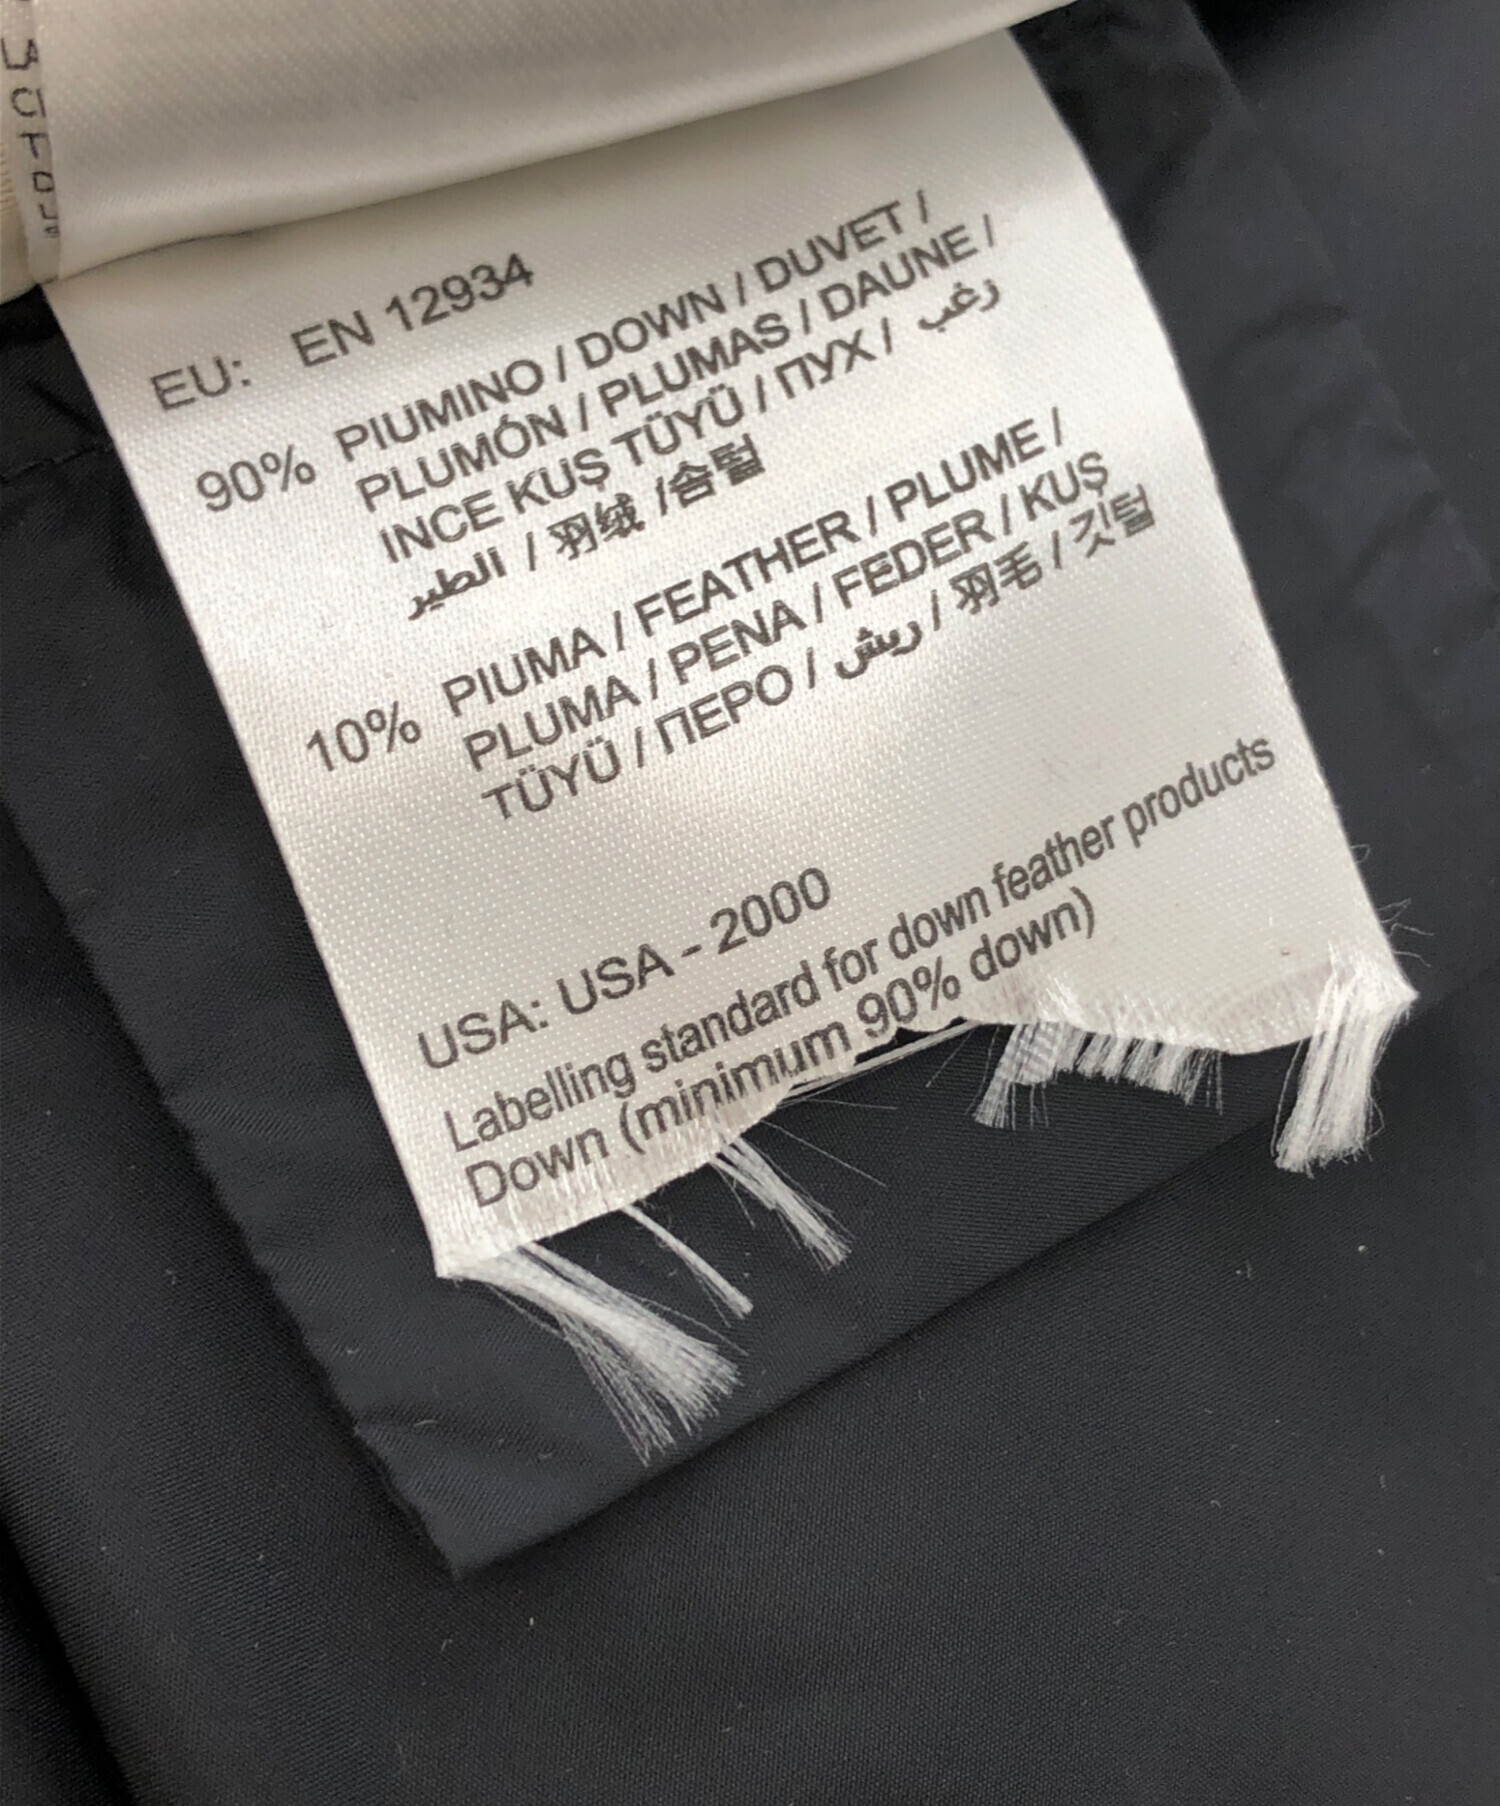 EU: EN 12934
90% PIUMINO / DOWN / DUVET /
PLUMÓN / PLUMAS / DAUNE /
INCE KUŞ TÜYÜ / ПУХ / زغب
الطير / 羽绒 /솜털
10% PIUMA / FEATHER / PLUME /
PLUMA / PENA / FEDER / KUŞ
TÜYÜ / ПЕРО / ريش / 羽毛 / 깃털
USA: USA - 2000
Labelling standard for down feather products
Down (minimum 90% down)